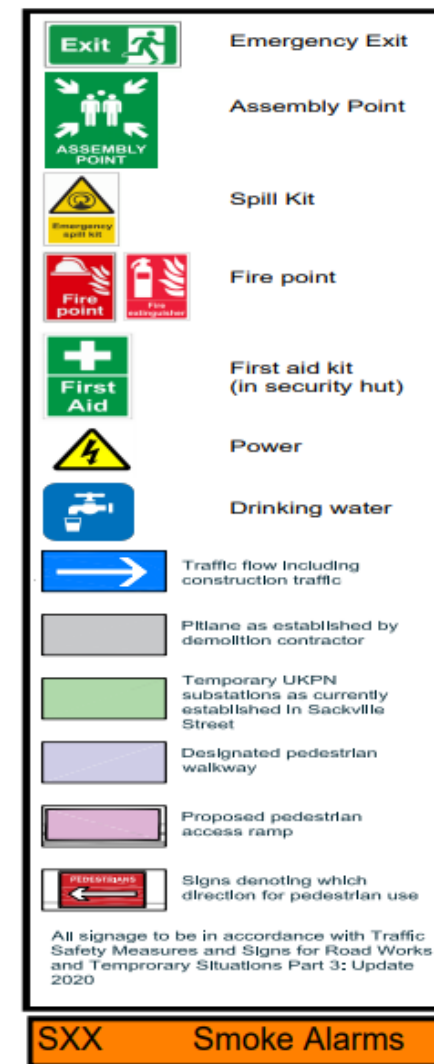 Exit
Emergency Exit
ASSEMBLY
POINT
Assembly Point
Emergency
spill kit
Spill Kit
Fire
point
Fire
extinguisher
Fire point
First
Aid
First aid kit
(in security hut)
Power
Drinking water
Traffic flow including
construction traffic
Pitlane as established by
demolition contractor
Temporary UKPN
substations as currently
established in Sackville
Street
Designated pedestrian
walkway
Proposed pedestrian
access ramp
PEDESTRIANS
Signs denoting which
direction for pedestrian use
All signage to be in accordance with Traffic
Safety Measures and Signs for Road Works
and Temprorary Situations Part 3: Update
2020
SXX Smoke Alarms